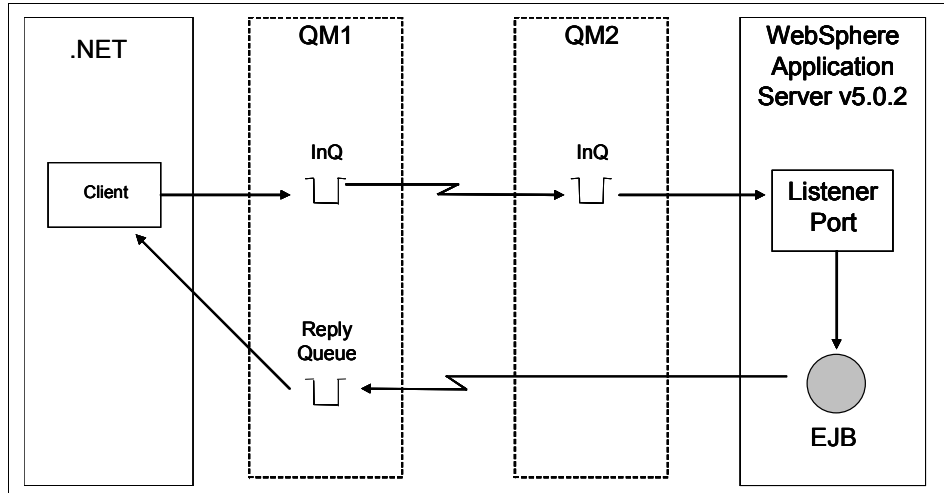 .NET
QM1
QM2
WebSphere
Application
Server v5.0.2
InQ
InQ
Client
Listener
Port
Reply
Queue
EJB